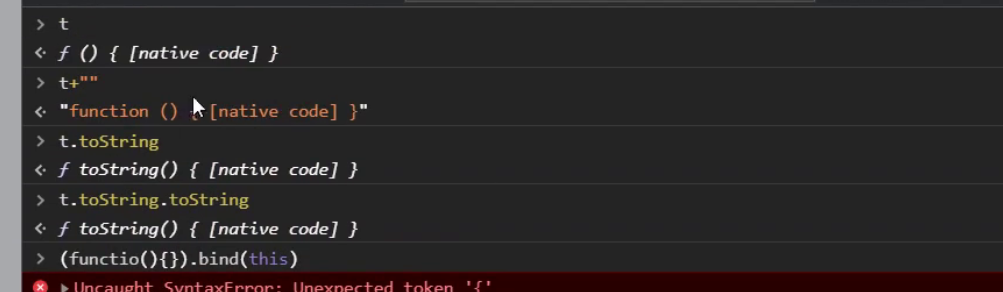 > t
< f () { [native code] }
> t+""
< "function () { [native code] }"
> t.toString
< f toString() { [native code] }
> t.toString.toString
< f toString() { [native code] }
> (functio(){}).bind(this)
Uncaught SyntaxError: Unexpected token '{'